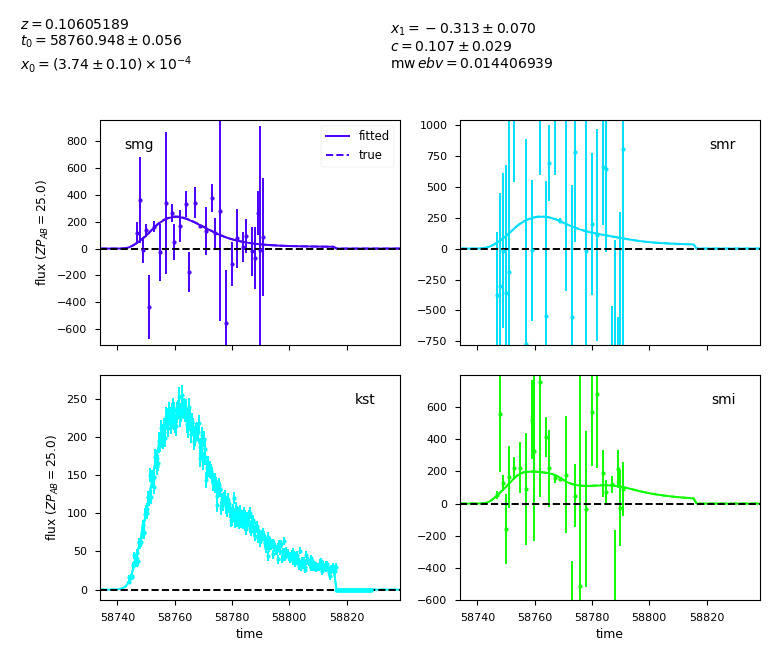 z = 0.10605189
t₀ = 58760.948 ± 0.056
x₀ = (3.74 ± 0.10) × 10⁻⁴
x₁ = −0.313 ± 0.070
c = 0.107 ± 0.029
mw ebv = 0.014406939
smg
fitted
true
800
600
400
200
0
−200
−400
−600
flux (ZP_AB = 25.0)
smr
1000
750
500
250
0
−250
−500
−750
kst
250
200
150
100
50
0
flux (ZP_AB = 25.0)
58740 58760 58780 58800 58820
time
smi
600
400
200
0
−200
−400
−600
58740 58760 58780 58800 58820
time